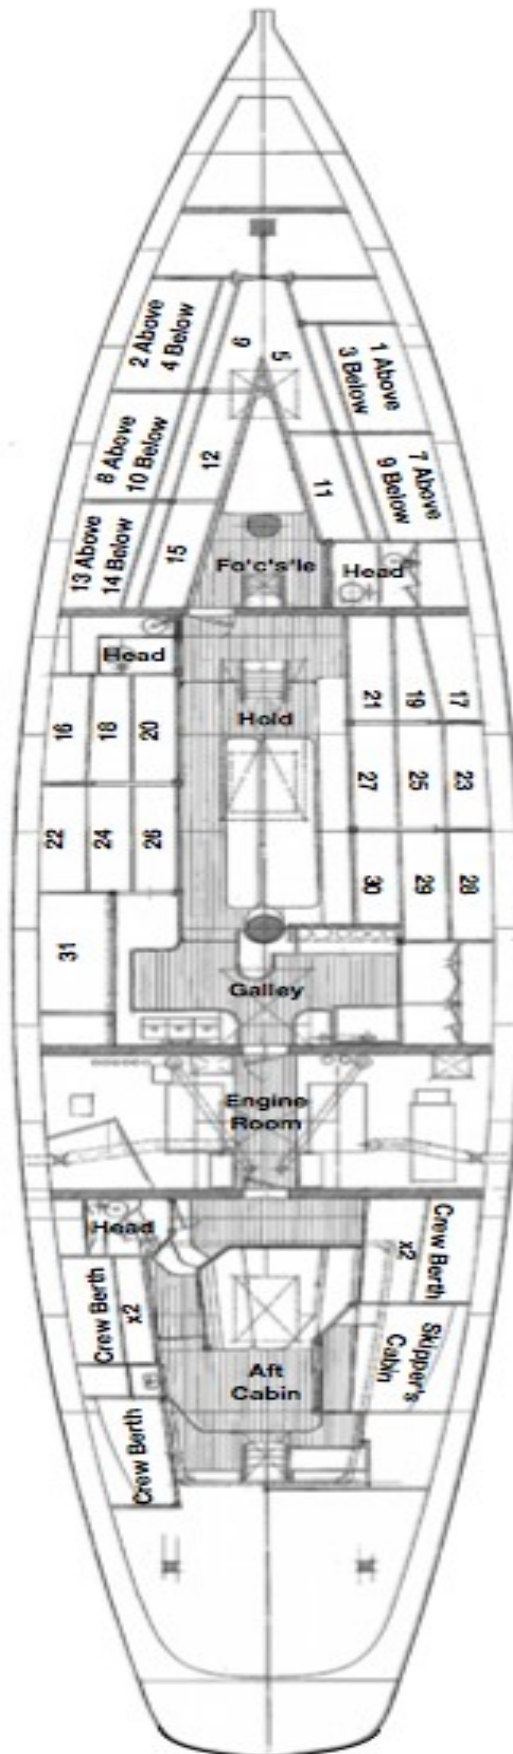 2 Above
4 Below
6
5
1 Above
3 Below
8 Above
10 Below
12
11
7 Above
9 Below
13 Above
14 Below
15
Fo'c's'le
Head
Head
Hold
16
18
20
21
19
17
22
24
26
27
25
23
30
29
28
31
Galley
Engine
Room
Head
Crew Berth
x2
Crew Berth
x2
Skipper's
Cabin
Aft
Cabin
Crew Berth